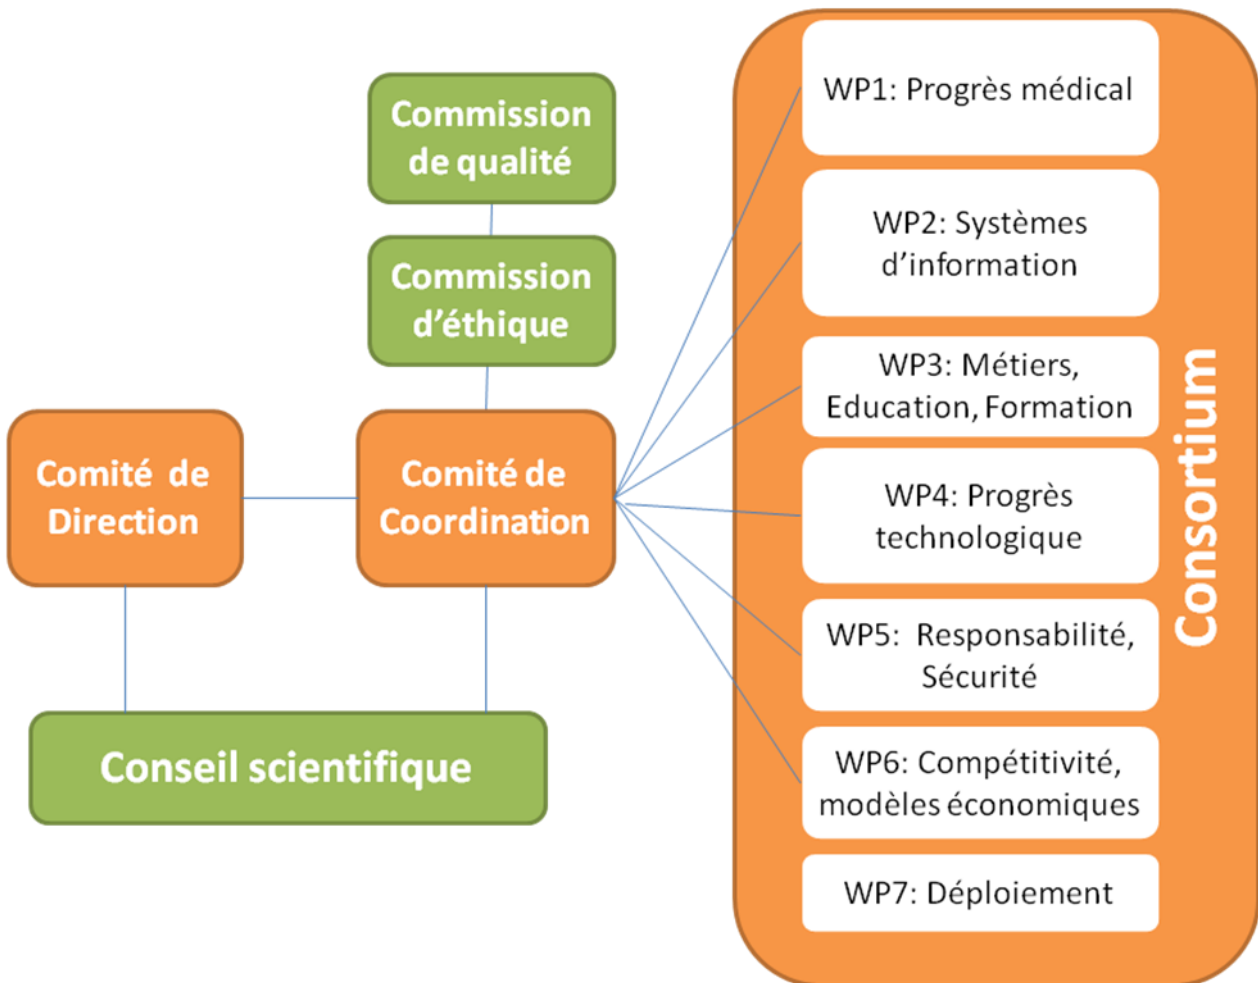 Commission
de qualité
Commission
d’éthique
Comité de
Direction
Comité de
Coordination
Conseil scientifique
WP1: Progrès médical
WP2: Systèmes
d’information
WP3: Métiers,
Education, Formation
WP4: Progrès
technologique
WP5: Responsabilité,
Sécurité
WP6: Compétitivité,
modèles économiques
WP7: Déploiement
Consortium